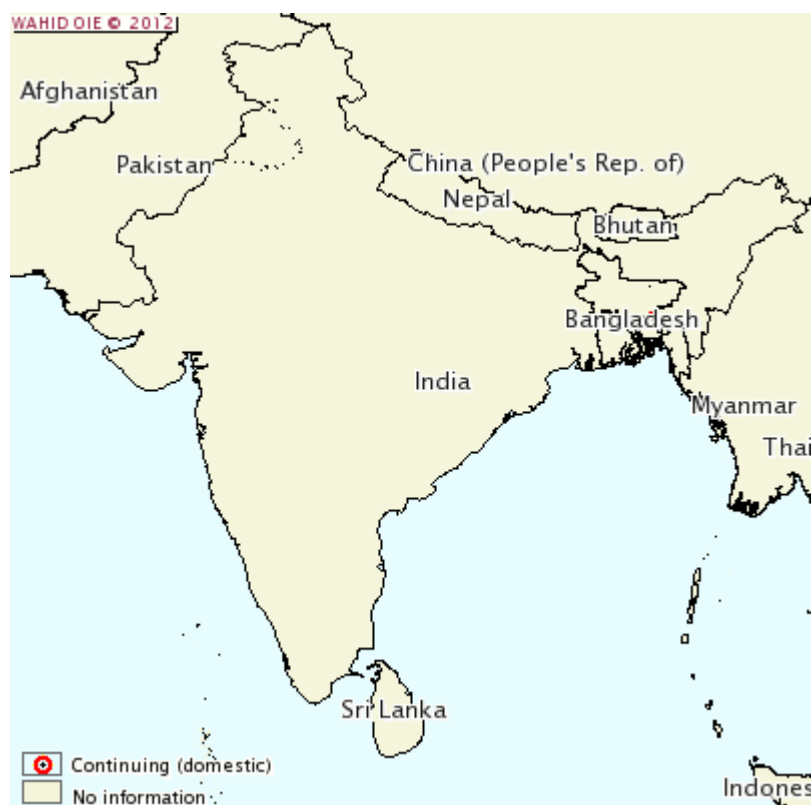 WAHID OIE © 2012
Afghanistan
Pakistan
China (People's Rep. of)
Nepal
Bhutan
Bangladesh
India
Myanmar
Thai
Sri Lanka
Continuing (domestic)
No information
Indones